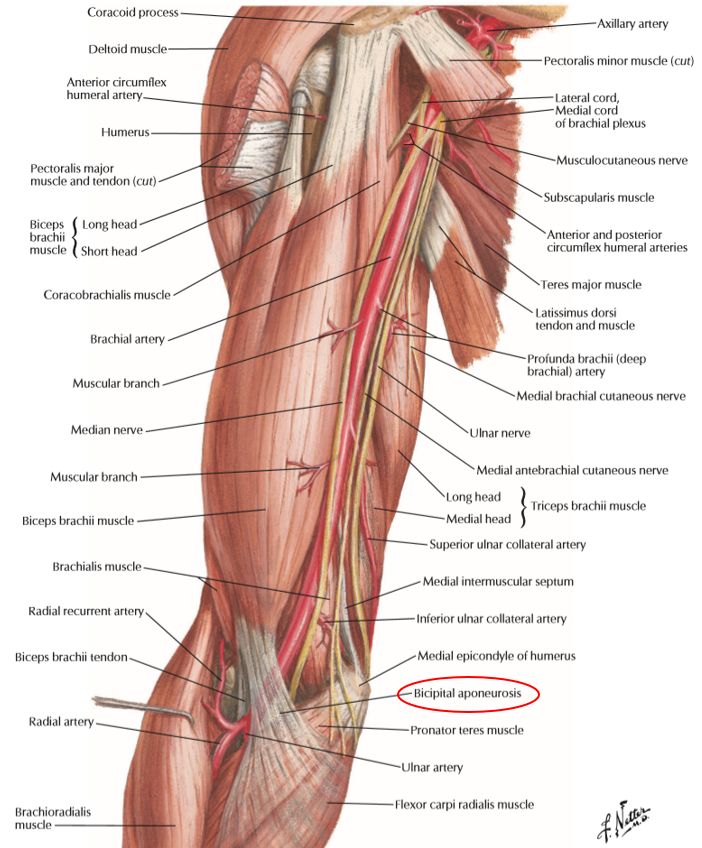 Coracoid process
Deltoid muscle
Anterior circumflex
humeral artery
Humerus
Pectoralis major
muscle and tendon (cut)
Biceps
brachii
muscle
Long head
Short head
Coracobrachialis muscle
Brachial artery
Muscular branch
Median nerve
Muscular branch
Biceps brachii muscle
Brachialis muscle
Radial recurrent artery
Biceps brachii tendon
Radial artery
Brachioradialis
muscle
Axillary artery
Pectoralis minor muscle (cut)
Lateral cord,
Medial cord
of brachial plexus
Musculocutaneous nerve
Subscapularis muscle
Anterior and posterior
circumflex humeral arteries
Teres major muscle
Latissimus dorsi
tendon and muscle
Profunda brachii (deep
brachial) artery
Medial brachial cutaneous nerve
Ulnar nerve
Medial antebrachial cutaneous nerve
Long head
Medial head
Triceps brachii muscle
Superior ulnar collateral artery
Medial intermuscular septum
Inferior ulnar collateral artery
Medial epicondyle of humerus
Bicipital aponeurosis
Pronator teres muscle
Ulnar artery
Flexor carpi radialis muscle
F. Netter
M.D.